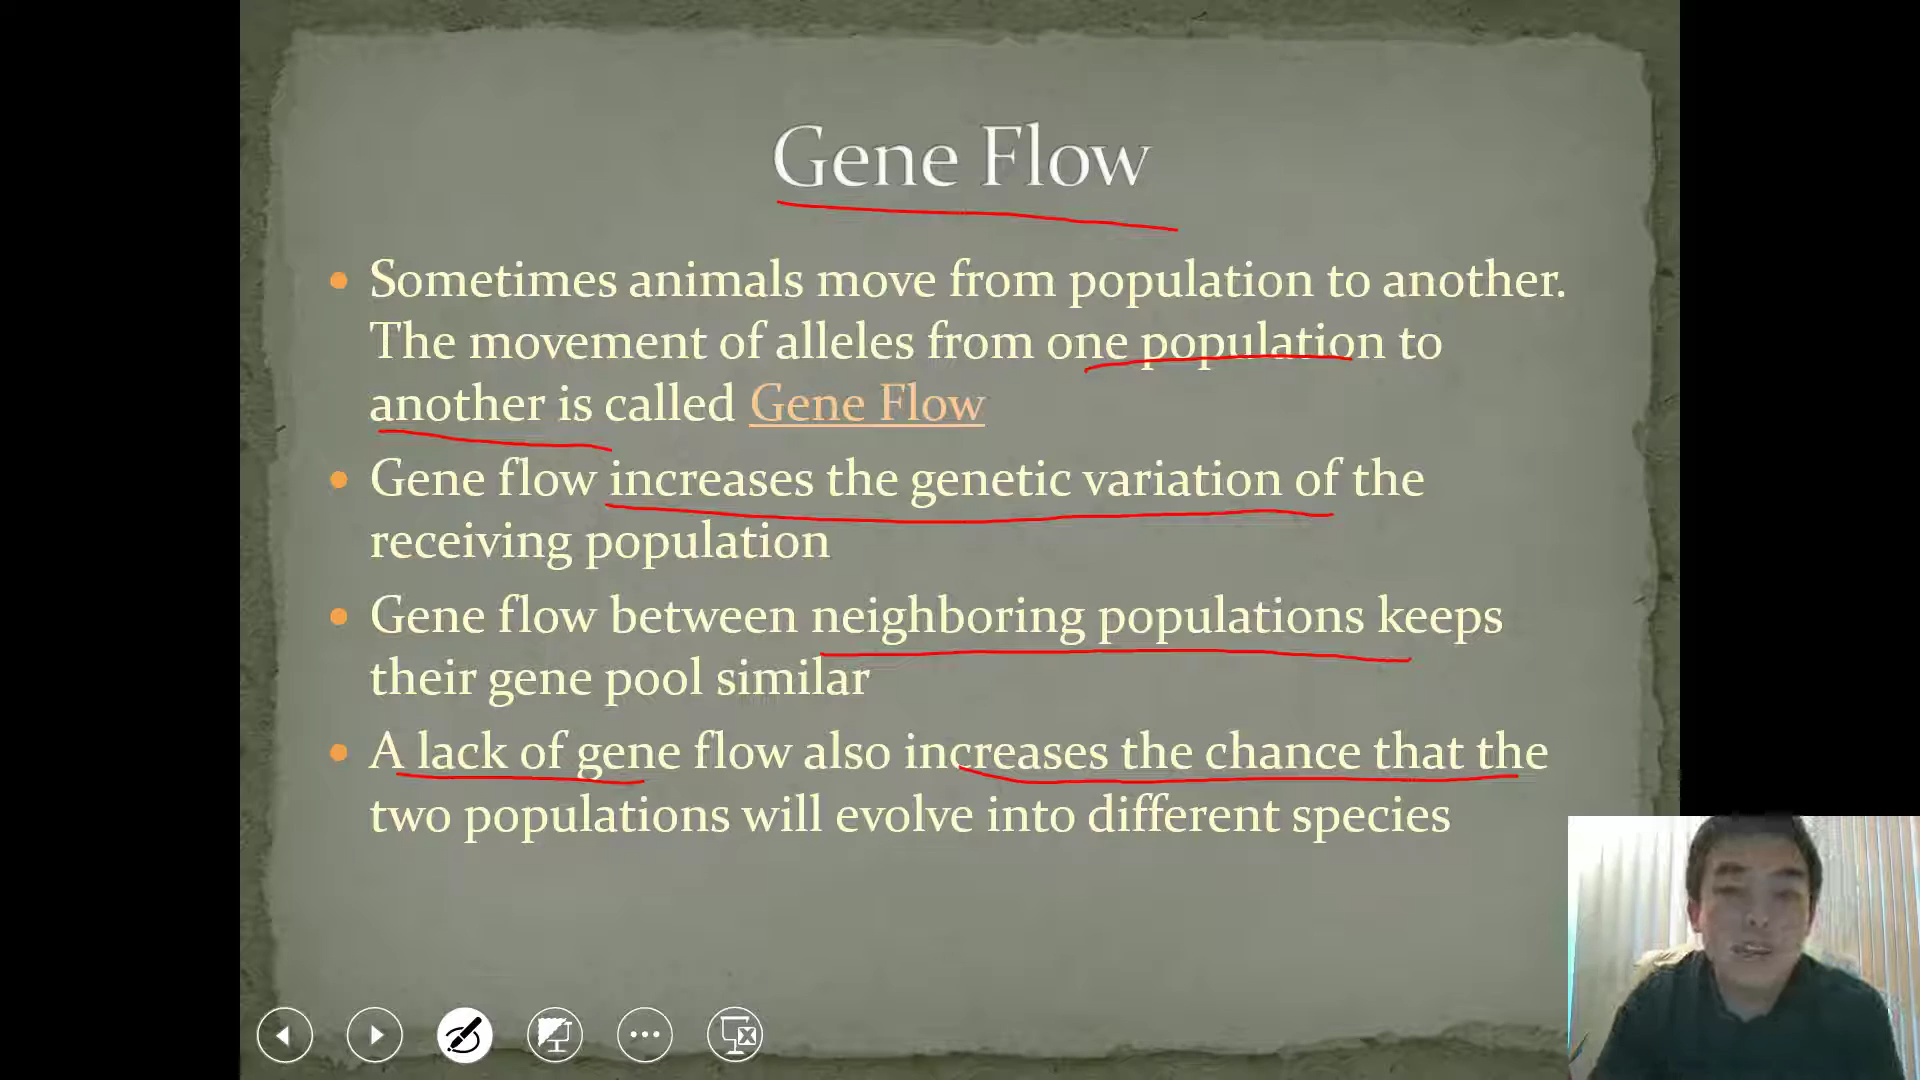 Gene Flow
Sometimes animals move from population to another.
The movement of alleles from one population to
another is called Gene Flow
Gene flow increases the genetic variation of the
receiving population
Gene flow between neighboring populations keeps
their gene pool similar
A lack of gene flow also increases the chance that the
two populations will evolve into different species